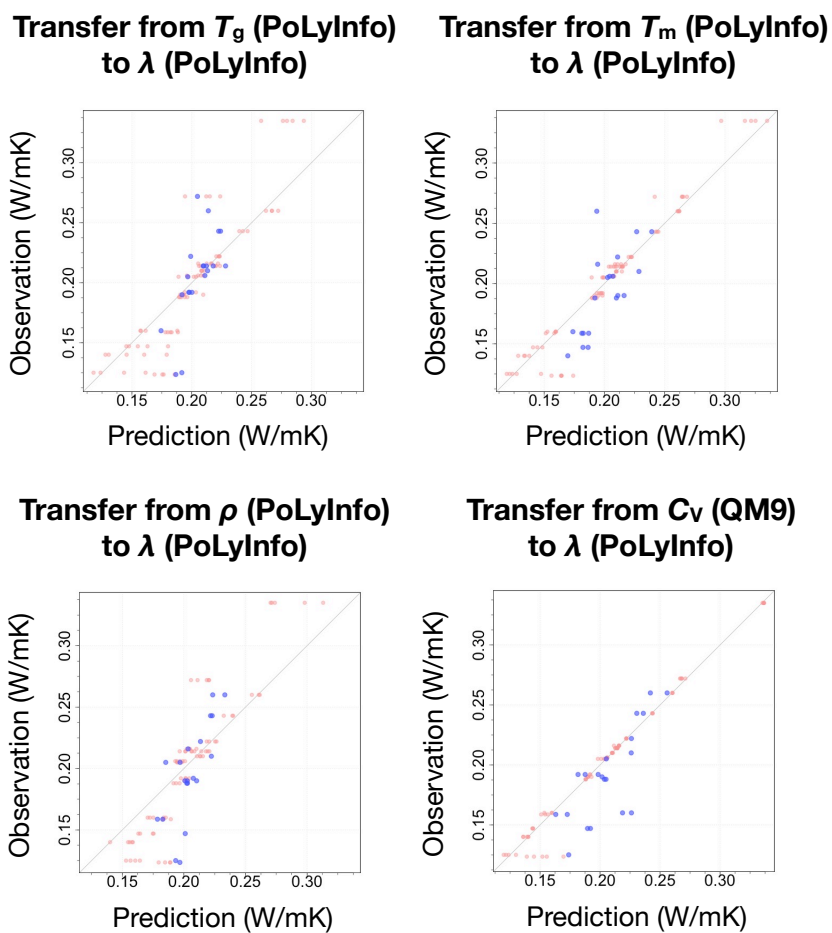 Transfer from Tg (PoLyInfo)
to λ (PoLyInfo)
Observation (W/mK)
0.30
0.25
0.20
0.15
0.15 0.20 0.25 0.30
Prediction (W/mK)
Transfer from Tm (PoLyInfo)
to λ (PoLyInfo)
Observation (W/mK)
0.30
0.25
0.20
0.15
0.15 0.20 0.25 0.30
Prediction (W/mK)
Transfer from ρ (PoLyInfo)
to λ (PoLyInfo)
Observation (W/mK)
0.30
0.25
0.20
0.15
0.15 0.20 0.25 0.30
Prediction (W/mK)
Transfer from CV (QM9)
to λ (PoLyInfo)
Observation (W/mK)
0.30
0.25
0.20
0.15
0.15 0.20 0.25 0.30
Prediction (W/mK)